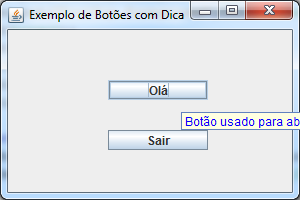 Exemplo de Botões com Dica
Olá
Botão usado para ab
Sair